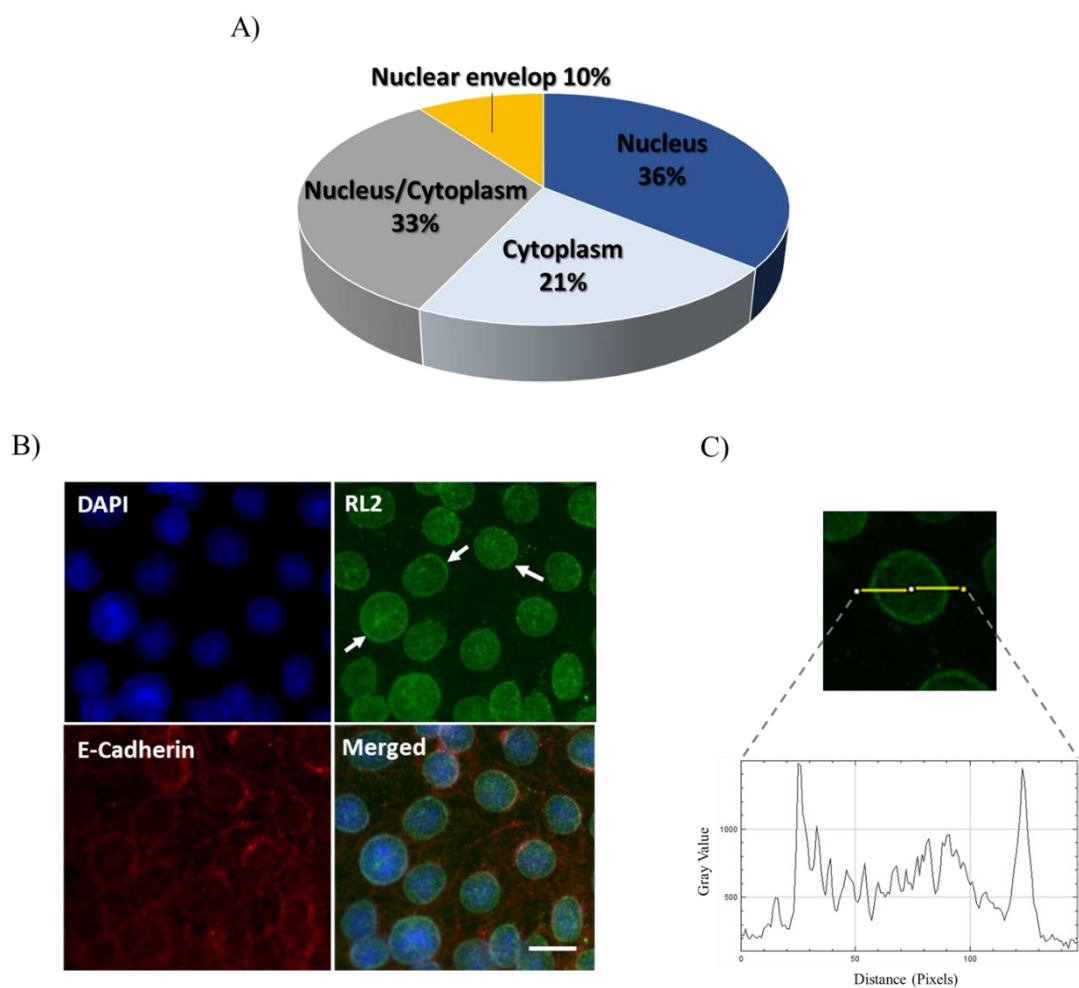 A)
Nuclear envelop 10%
Nucleus
36%
Nucleus/Cytoplasm
33%
Cytoplasm
21%
B)
C)
DAPI
RL2
E-Cadherin
Merged
1000
500
Gray Value
0
50
100
Distance (Pixels)